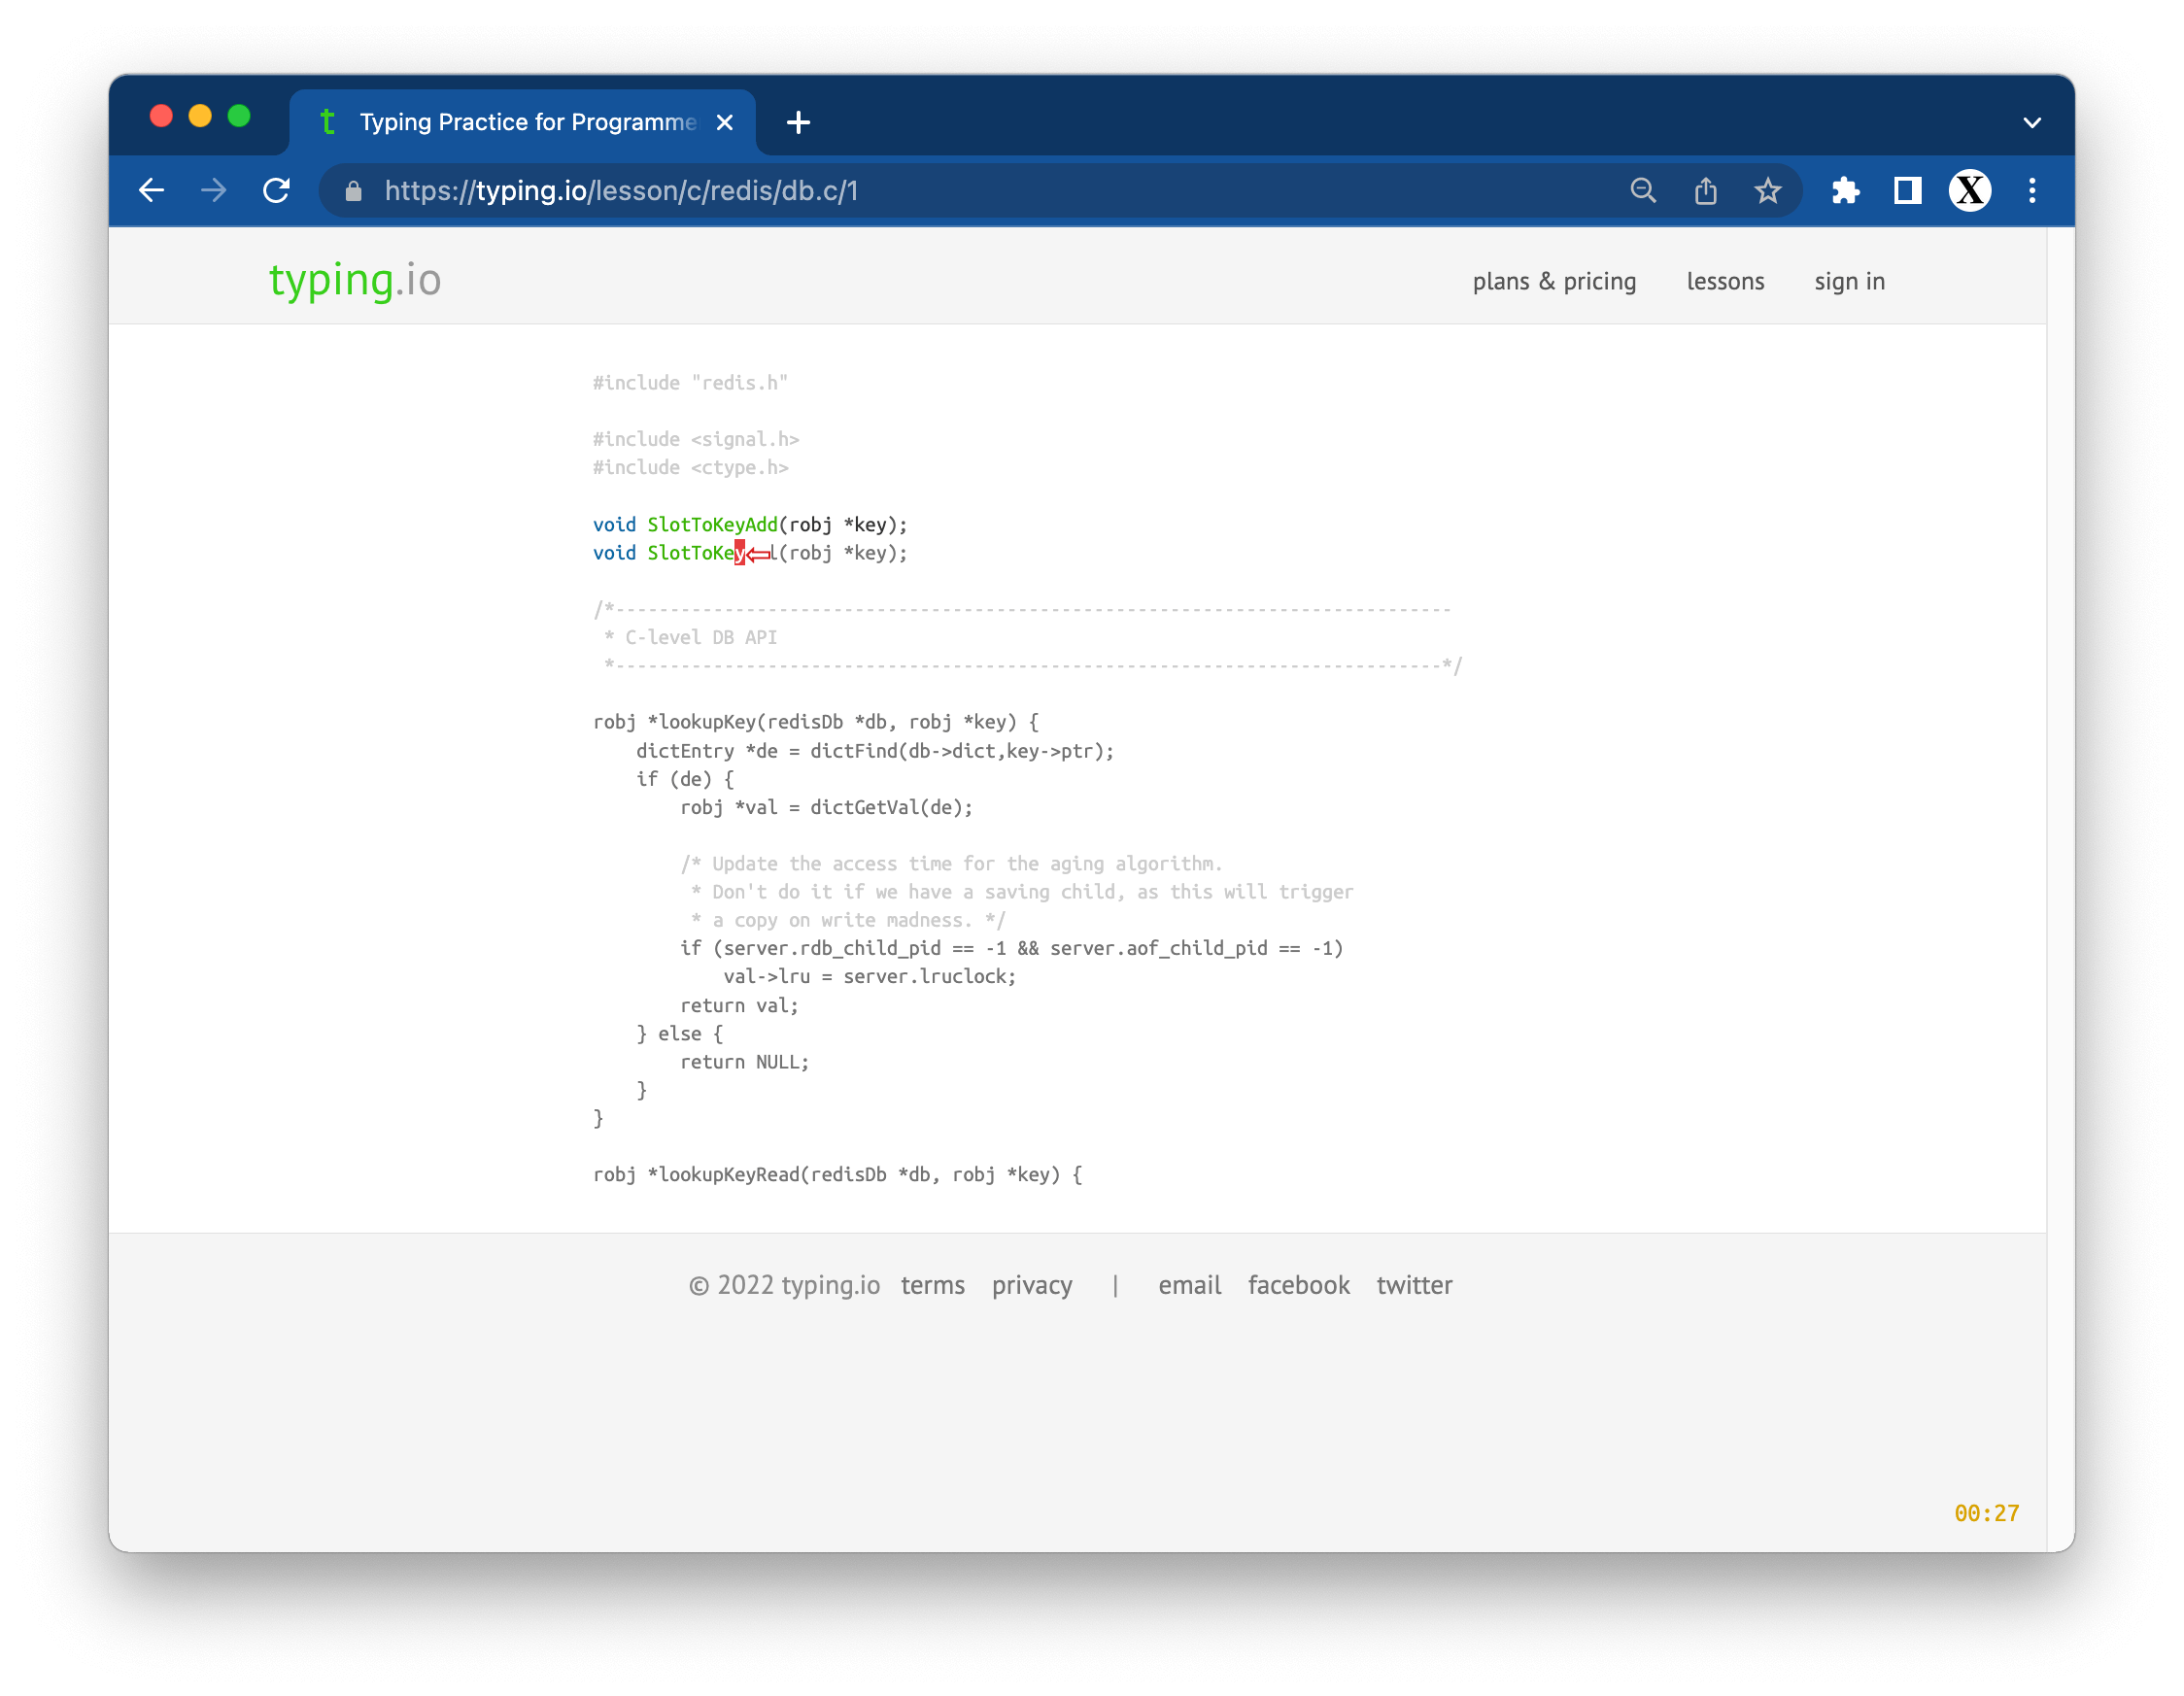 t Typing Practice for Programme
https://typing.io/lesson/c/redis/db.c/1
X
typing.io
plans & pricing lessons sign in
#include "redis.h"
#include <signal.h>
#include <ctype.h>
void SlotToKeyAdd(robj *key);
void SlotToKey⇐l(robj *key);
/*-----------------------------------------------------------------------------
 * C-level DB API
 *----------------------------------------------------------------------------*/
robj *lookupKey(redisDb *db, robj *key) {
    dictEntry *de = dictFind(db->dict,key->ptr);
    if (de) {
        robj *val = dictGetVal(de);
        /* Update the access time for the aging algorithm.
         * Don't do it if we have a saving child, as this will trigger
         * a copy on write madness. */
        if (server.rdb_child_pid == -1 && server.aof_child_pid == -1)
            val->lru = server.lruclock;
        return val;
    } else {
        return NULL;
    }
}
robj *lookupKeyRead(redisDb *db, robj *key) {
© 2022 typing.io terms privacy | email facebook twitter
00:27